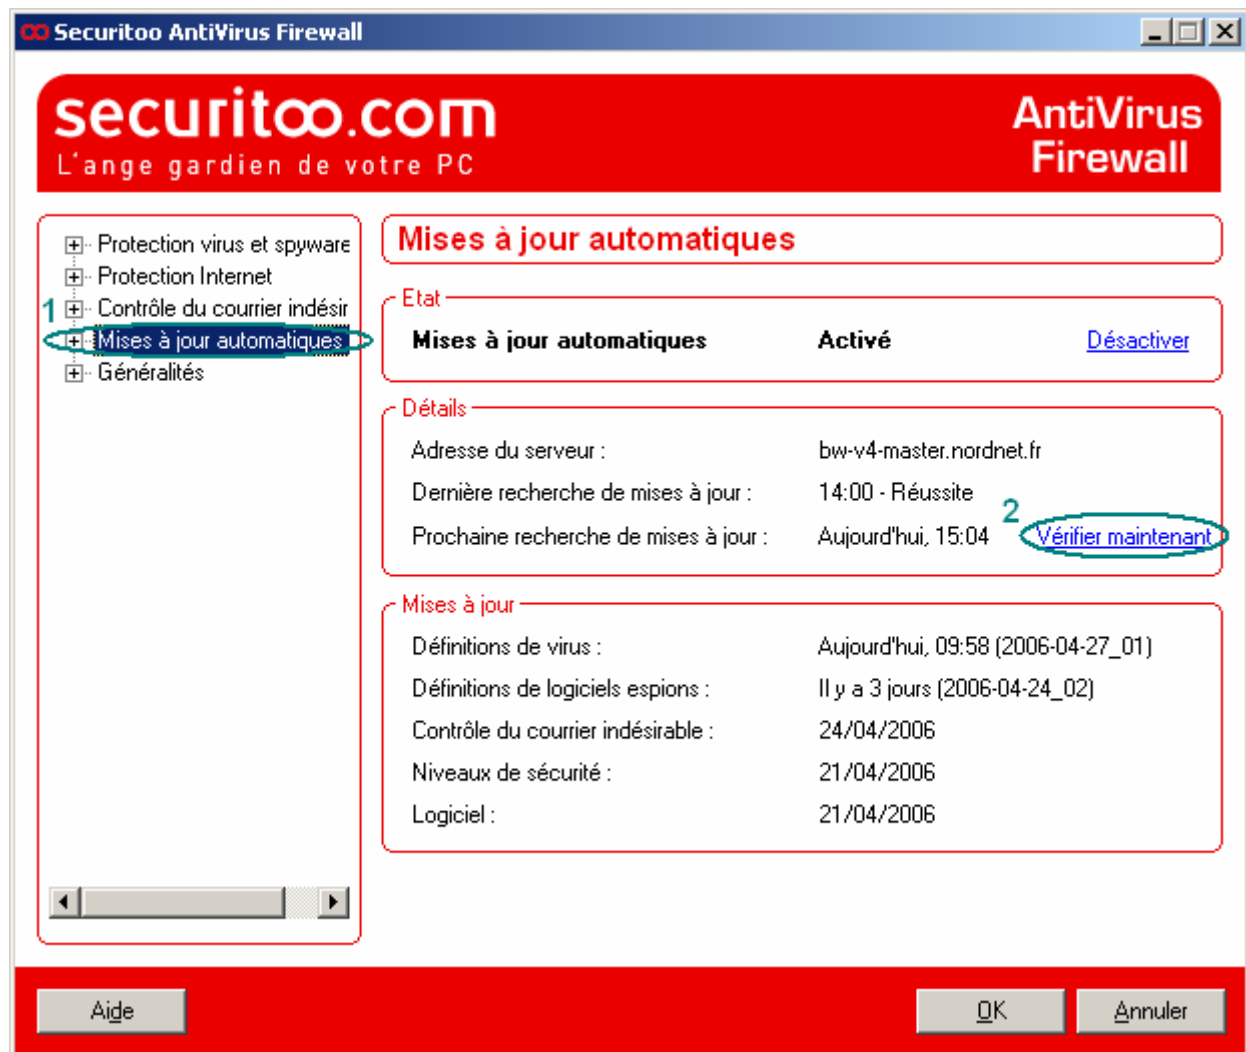 Securitoo AntiVirus Firewall
securitoo.com
L'ange gardien de votre PC
AntiVirus
Firewall
Protection virus et spyware
Protection Internet
1
Contrôle du courrier indésir
Mises à jour automatiques
Généralités
Mises à jour automatiques
Etat
Mises à jour automatiques Activé Désactiver
Détails
Adresse du serveur : bw-v4-master.nordnet.fr
Dernière recherche de mises à jour : 14:00 - Réussite
2
Prochaine recherche de mises à jour : Aujourd'hui, 15:04 Vérifier maintenant
Mises à jour
Définitions de virus : Aujourd'hui, 09:58 (2006-04-27_01)
Définitions de logiciels espions : Il y a 3 jours (2006-04-24_02)
Contrôle du courrier indésirable : 24/04/2006
Niveaux de sécurité : 21/04/2006
Logiciel : 21/04/2006
Aide
OK
Annuler